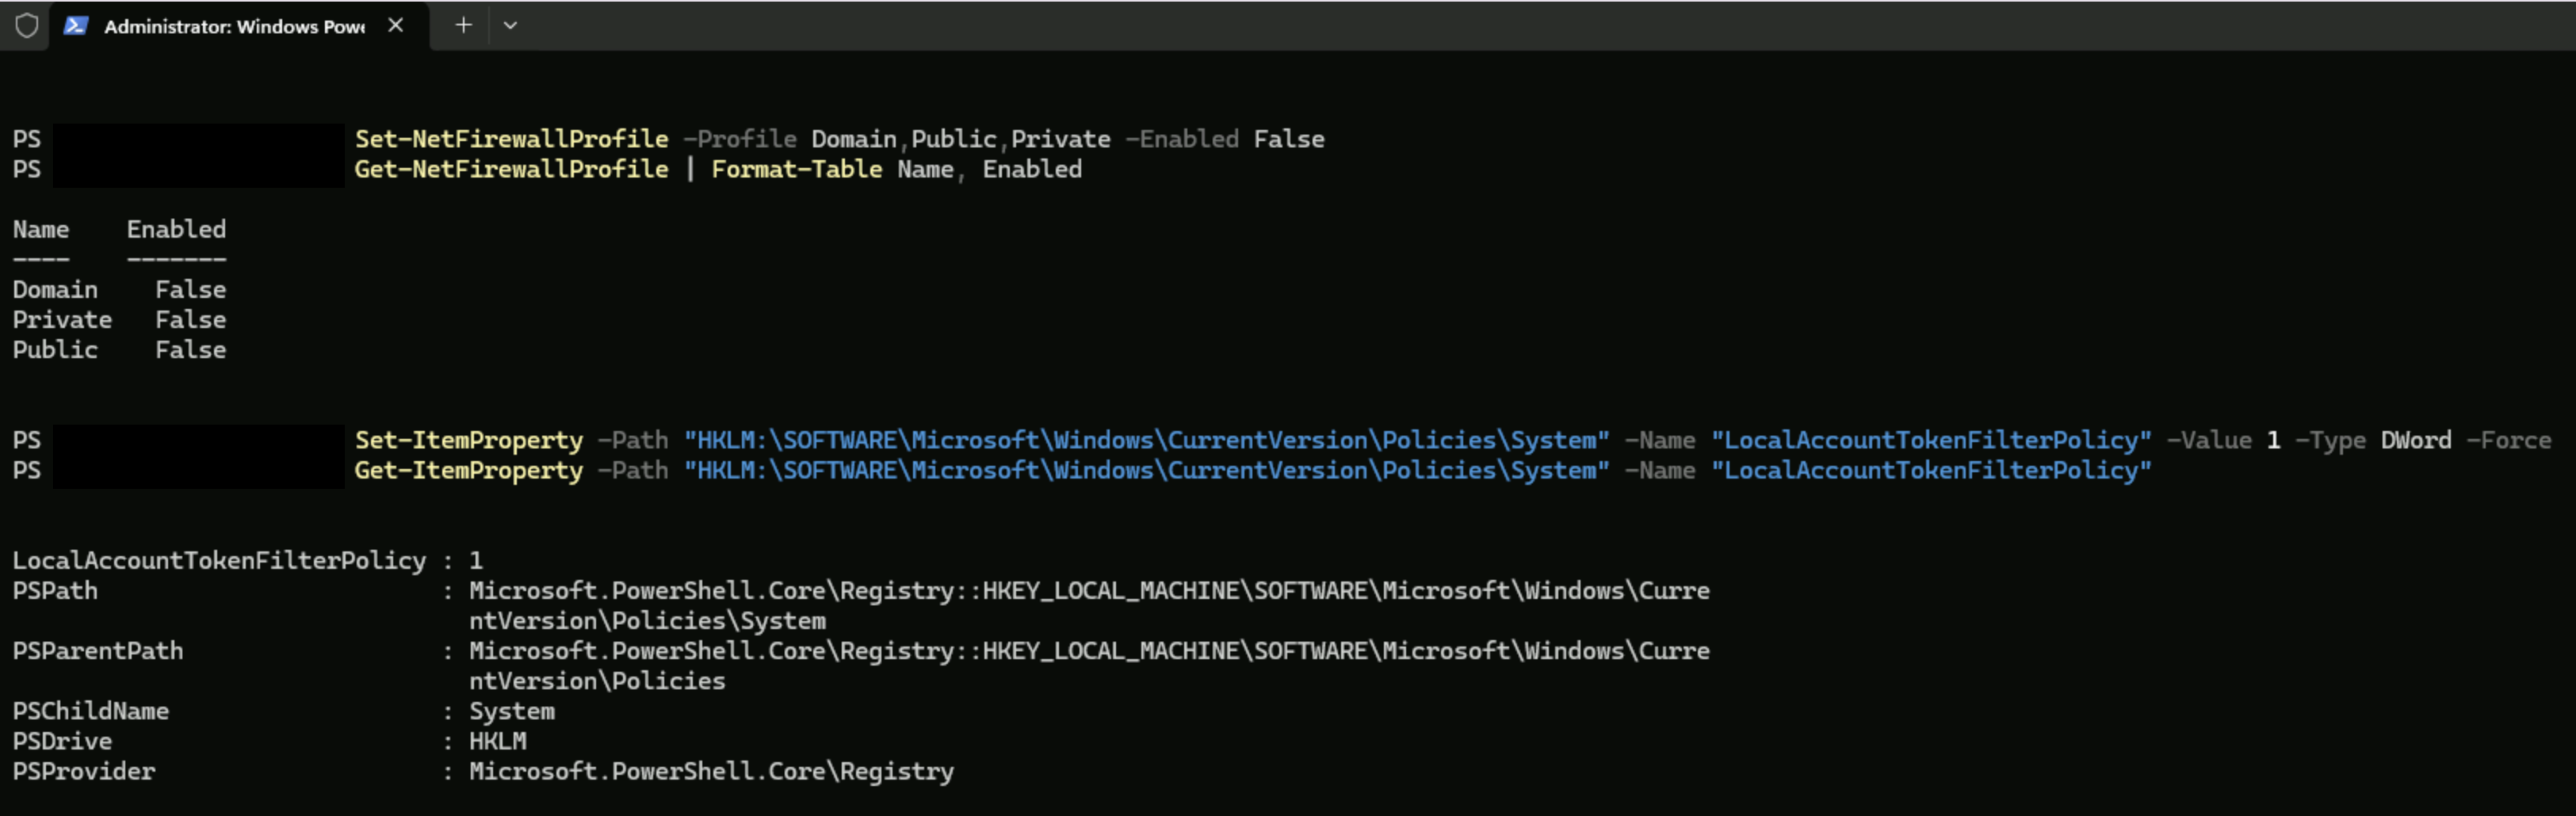 Administrator: Windows Powe
PS Set-NetFirewallProfile -Profile Domain,Public,Private -Enabled False
PS Get-NetFirewallProfile | Format-Table Name, Enabled
Name Enabled
---- -------
Domain False
Private False
Public False
PS Set-ItemProperty -Path "HKLM:\SOFTWARE\Microsoft\Windows\CurrentVersion\Policies\System" -Name "LocalAccountTokenFilterPolicy" -Value 1 -Type DWord -Force
PS Get-ItemProperty -Path "HKLM:\SOFTWARE\Microsoft\Windows\CurrentVersion\Policies\System" -Name "LocalAccountTokenFilterPolicy"
LocalAccountTokenFilterPolicy : 1
PSPath : Microsoft.PowerShell.Core\Registry::HKEY_LOCAL_MACHINE\SOFTWARE\Microsoft\Windows\Curre
ntVersion\Policies\System
PSParentPath : Microsoft.PowerShell.Core\Registry::HKEY_LOCAL_MACHINE\SOFTWARE\Microsoft\Windows\Curre
ntVersion\Policies
PSChildName : System
PSDrive : HKLM
PSProvider : Microsoft.PowerShell.Core\Registry